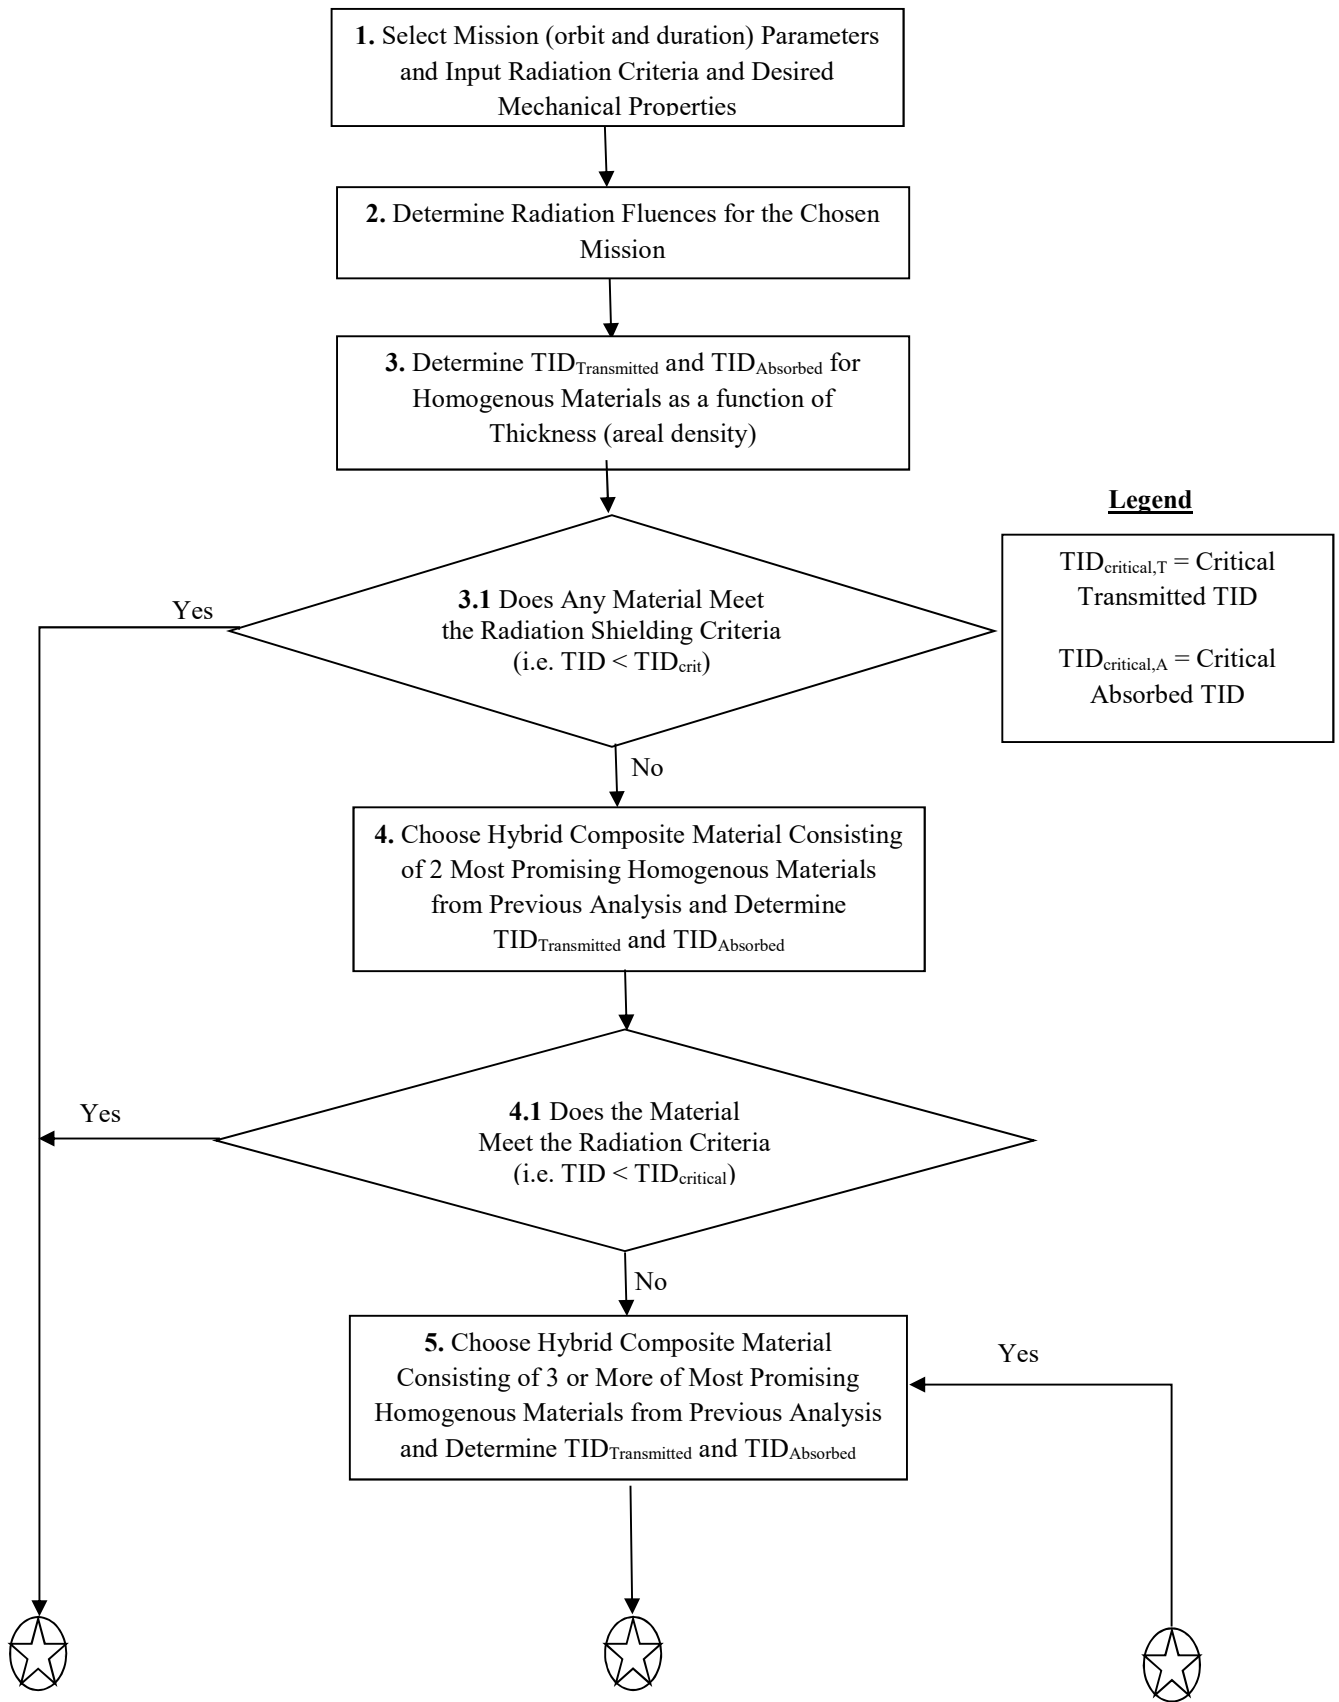 1. Select Mission (orbit and duration) Parameters
and Input Radiation Criteria and Desired
Mechanical Properties
2. Determine Radiation Fluences for the Chosen
Mission
3. Determine TIDTransmitted and TIDAbsorbed for
Homogenous Materials as a function of
Thickness (areal density)
Legend
TIDcritical,T = Critical
Transmitted TID
TIDcritical,A = Critical
Absorbed TID
Yes
3.1 Does Any Material Meet
the Radiation Shielding Criteria
(i.e. TID < TIDcrit)
No
4. Choose Hybrid Composite Material Consisting
of 2 Most Promising Homogenous Materials
from Previous Analysis and Determine
TIDTransmitted and TIDAbsorbed
Yes
4.1 Does the Material
Meet the Radiation Criteria
(i.e. TID < TIDcritical)
No
5. Choose Hybrid Composite Material
Consisting of 3 or More of Most Promising
Homogenous Materials from Previous Analysis
and Determine TIDTransmitted and TIDAbsorbed
Yes